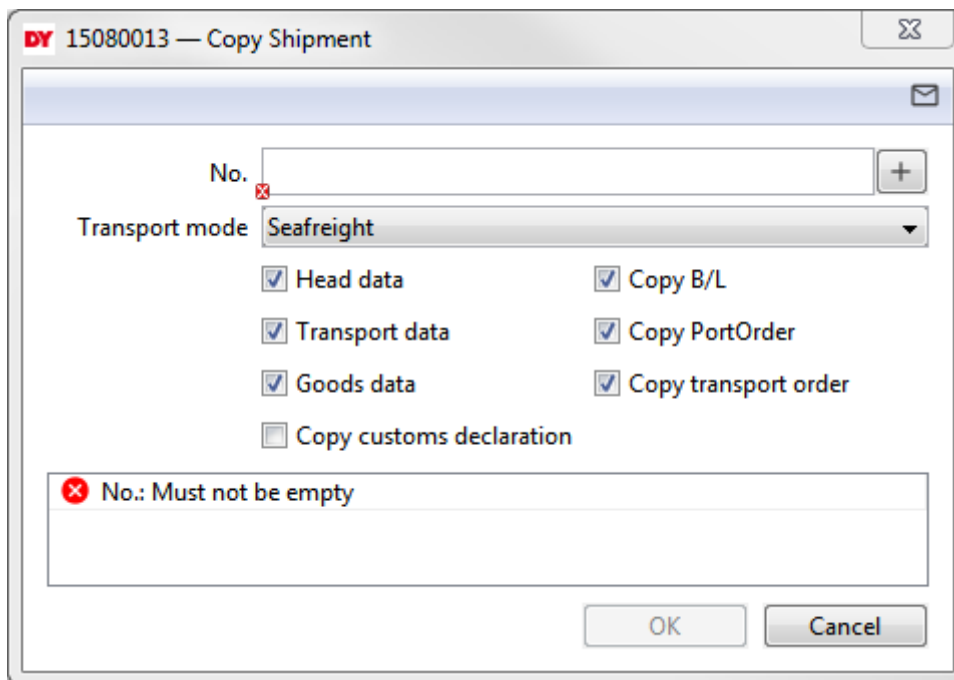 DY 15080013 — Copy Shipment
No.
Transport mode Seafreight
Head data Copy B/L
Transport data Copy PortOrder
Goods data Copy transport order
Copy customs declaration
No.: Must not be empty
OK Cancel